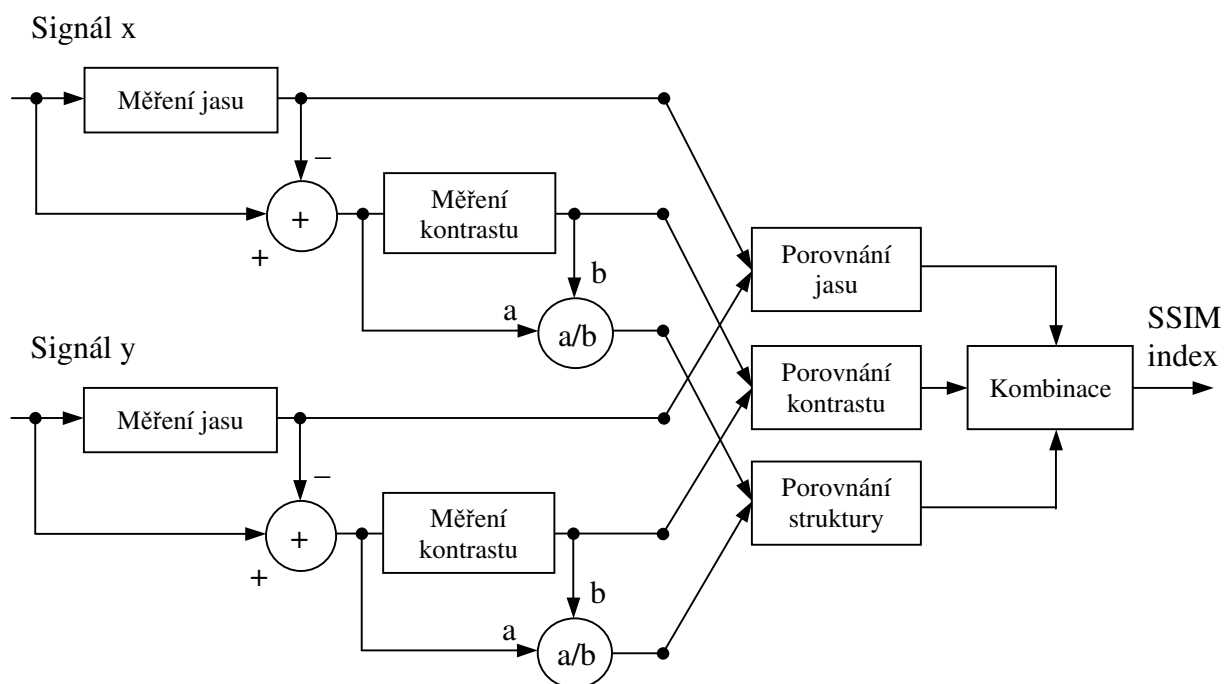 Signál x
Měření jasu
–
+
+
Měření
kontrastu
b
a
a/b
Signál y
Měření jasu
–
+
+
Měření
kontrastu
b
a
a/b
Porovnání
jasu
Porovnání
kontrastu
Porovnání
struktury
Kombinace
SSIM
index